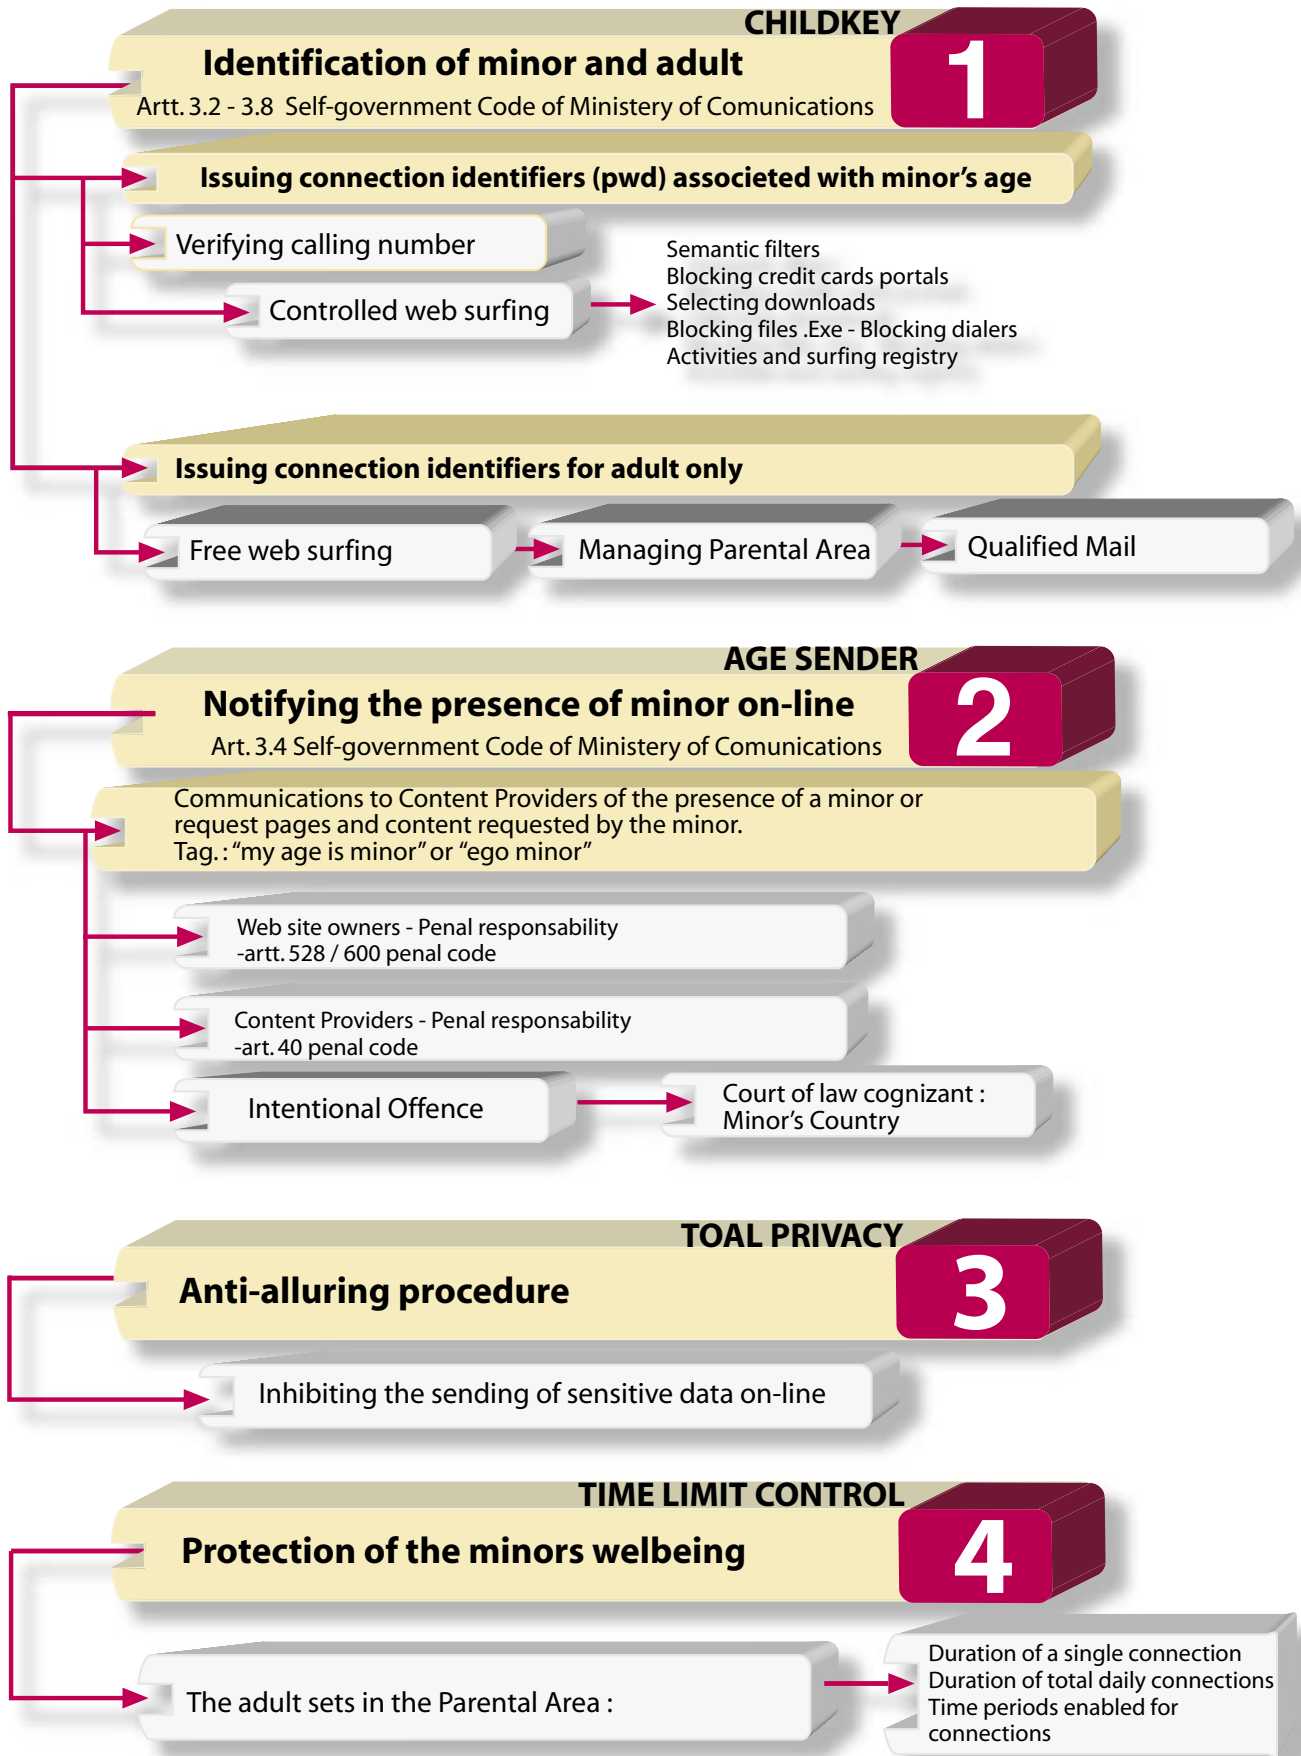 CHILDKEY
1
Identification of minor and adult
Artt. 3.2 - 3.8 Self-government Code of Ministery of Comunications
Issuing connection identifiers (pwd) associeted with minor's age
Verifying calling number
Controlled web surfing
Semantic filters
Blocking credit cards portals
Selecting downloads
Blocking files .Exe - Blocking dialers
Activities and surfing registry
Issuing connection identifiers for adult only
Free web surfing
Managing Parental Area
Qualified Mail
AGE SENDER
2
Notifying the presence of minor on-line
Art. 3.4 Self-government Code of Ministery of Comunications
Communications to Content Providers of the presence of a minor or
request pages and content requested by the minor.
Tag. : “my age is minor” or “ego minor”
Web site owners - Penal responsability
-artt. 528 / 600 penal code
Content Providers - Penal responsability
-art. 40 penal code
Intentional Offence
Court of law cognizant :
Minor's Country
TOAL PRIVACY
3
Anti-alluring procedure
Inhibiting the sending of sensitive data on-line
TIME LIMIT CONTROL
4
Protection of the minors welbeing
The adult sets in the Parental Area :
Duration of a single connection
Duration of total daily connections
Time periods enabled for
connections